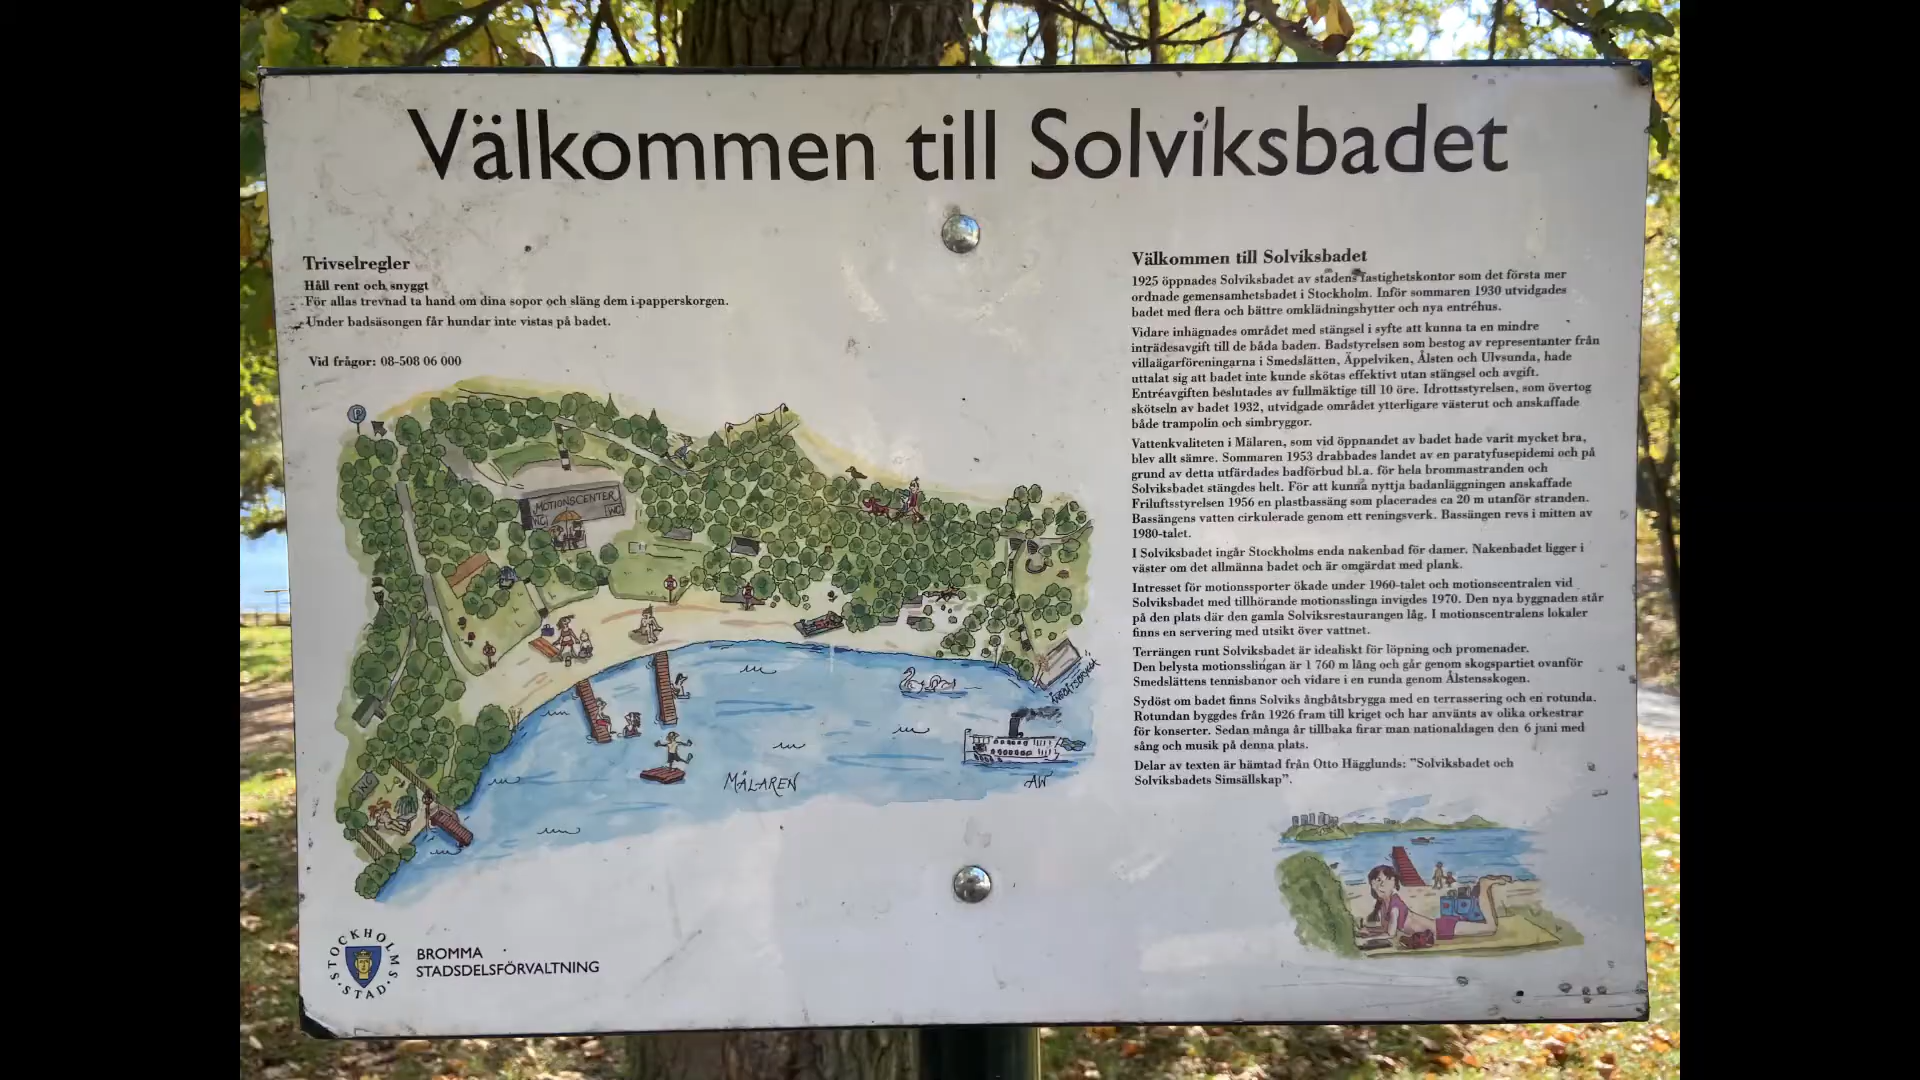 Välkommen till Solviksbadet
Trivselregler
Håll rent och snyggt
För allas trevnad ta hand om dina sopor och släng dem i papperskorgen.
Under badsäsongen får hundar inte vistas på badet.
Vid frågor: 08-508 06 000
P
MOTIONSCENTER
WC
WC
WC
ÅNGBÅTSBRYGGA
MÄLAREN
AW
STOCKHOLMS STAD
BROMMA
STADSDELSFÖRVALTNING
Välkommen till Solviksbadet
1925 öppnades Solviksbadet av stadens fastighetskontor som det första mer
ordnade gemensamhetsbadet i Stockholm. Inför sommaren 1930 utvidgades
badet med flera och bättre omklädningshytter och nya entréhus.
Vidare inhägnades området med stängsel i syfte att kunna ta en mindre
inträdesavgift till de båda baden. Badstyrelsen som bestog av representanter från
villaägarföreningarna i Smedslätten, Äppelviken, Ålsten och Ulvsunda, hade
uttalat sig att badet inte kunde skötas effektivt utan stängsel och avgift.
Entréavgiften beslutades av fullmäktige till 10 öre. Idrottsstyrelsen, som övertog
skötseln av badet 1932, utvidgade området ytterligare västerut och anskaffade
både trampolin och simbryggor.
Vattenkvaliteten i Mälaren, som vid öppnandet av badet hade varit mycket bra,
blev allt sämre. Sommaren 1953 drabbades landet av en paratyfusepidemi och på
grund av detta utfärdades badförbud bl.a. för hela brommastranden och
Solviksbadet stängdes helt. För att kunna nyttja badanläggningen anskaffade
Friluftsstyrelsen 1956 en plastbassäng som placerades ca 20 m utanför stranden.
Bassängens vatten cirkulerade genom ett reningsverk. Bassängen revs i mitten av
1980-talet.
I Solviksbadet ingår Stockholms enda nakenbad för damer. Nakenbadet ligger i
väster om det allmänna badet och är omgärdat med plank.
Intresset för motionssporter ökade under 1960-talet och motionscentralen vid
Solviksbadet med tillhörande motionsslinga invigdes 1970. Den nya byggnaden står
på den plats där den gamla Solviksrestaurangen låg. I motionscentralens lokaler
finns en servering med utsikt över vattnet.
Terrängen runt Solviksbadet är idealiskt för löpning och promenader.
Den belysta motionsslingan är 1 760 m lång och går genom skogspartiet ovanför
Smedslättens tennisbanor och vidare i en runda genom Ålstensskogen.
Sydöst om badet finns Solviks ångbåtsbrygga med en terrassering och en rotunda.
Rotundan byggdes från 1926 fram till kriget och har använts av olika orkestrar
för konserter. Sedan många år tillbaka firar man nationaldagen den 6 juni med
sång och musik på denna plats.
Delar av texten är hämtad från Otto Hägglunds: ”Solviksbadet och
Solviksbadets Simsällskap”.